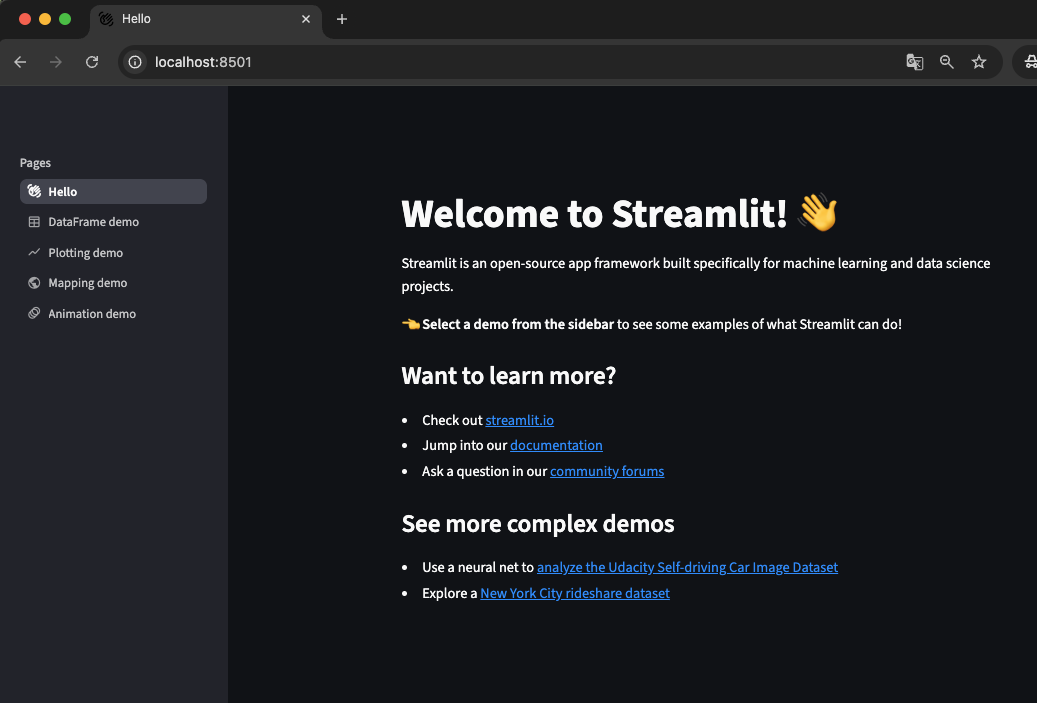 Hello
localhost:8501
Pages
Hello
DataFrame demo
Plotting demo
Mapping demo
Animation demo
Welcome to Streamlit! 👋
Streamlit is an open-source app framework built specifically for machine learning and data science
projects.
👈 Select a demo from the sidebar to see some examples of what Streamlit can do!
Want to learn more?
• Check out streamlit.io
• Jump into our documentation
• Ask a question in our community forums
See more complex demos
• Use a neural net to analyze the Udacity Self-driving Car Image Dataset
• Explore a New York City rideshare dataset